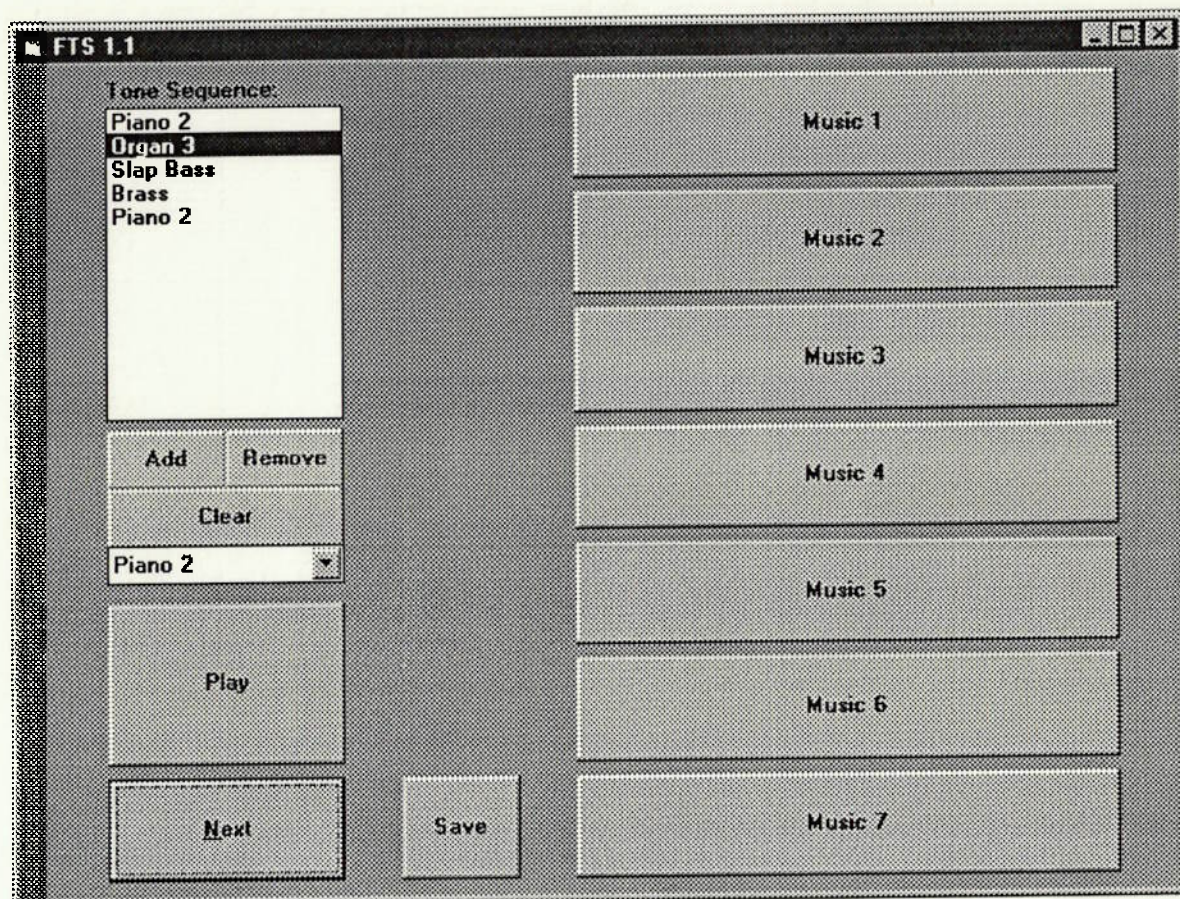 FTS 1.1
Tone Sequence:
Piano 2
Organ 3
Slap Bass
Brass
Piano 2
Add Remove
Clear
Piano 2
Play
Next
Save
Music 1
Music 2
Music 3
Music 4
Music 5
Music 6
Music 7